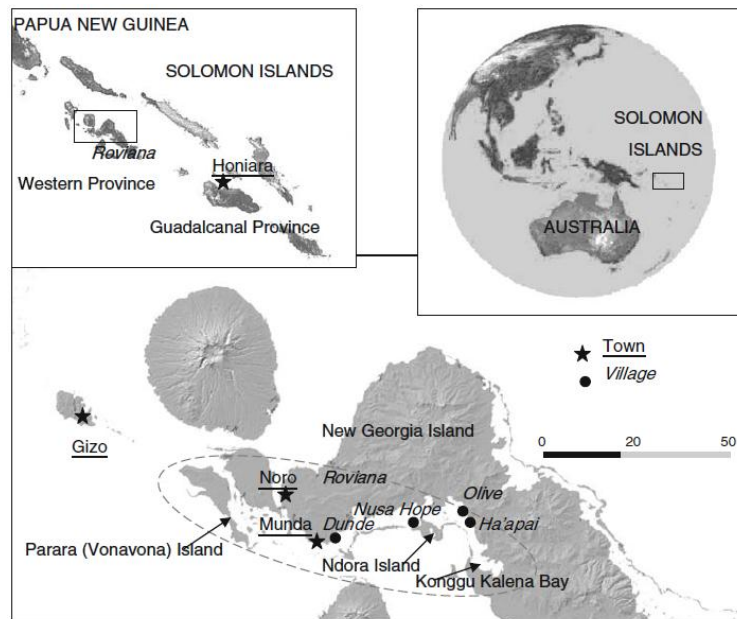 PAPUA NEW GUINEA
SOLOMON ISLANDS
Roviana
Honiara
Western Province
Guadalcanal Province
SOLOMON
ISLANDS
AUSTRALIA
Town
Village
0 20 50
New Georgia Island
Gizo
Noro
Roviana
Olive
Nusa Hope
Munda
Dunde
Ha'apai
Parara (Vonavona) Island
Ndora Island
Konggu Kalena Bay